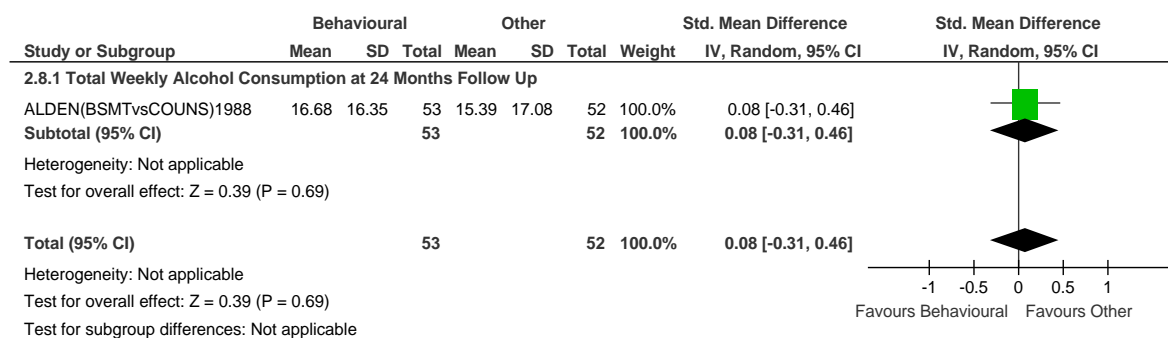 Behavioural Other Std. Mean Difference Std. Mean Difference
Study or Subgroup Mean SD Total Mean SD Total Weight IV, Random, 95% CI IV, Random, 95% CI
2.8.1 Total Weekly Alcohol Consumption at 24 Months Follow Up
ALDEN(BSMTvsCOUNS)1988 16.68 16.35 53 15.39 17.08 52 100.0% 0.08 [-0.31, 0.46]
Subtotal (95% CI) 53 52 100.0% 0.08 [-0.31, 0.46]
Heterogeneity: Not applicable
Test for overall effect: Z = 0.39 (P = 0.69)
Total (95% CI) 53 52 100.0% 0.08 [-0.31, 0.46]
Heterogeneity: Not applicable
Test for overall effect: Z = 0.39 (P = 0.69)
Test for subgroup differences: Not applicable
-1 -0.5 0 0.5 1
Favours Behavioural Favours Other